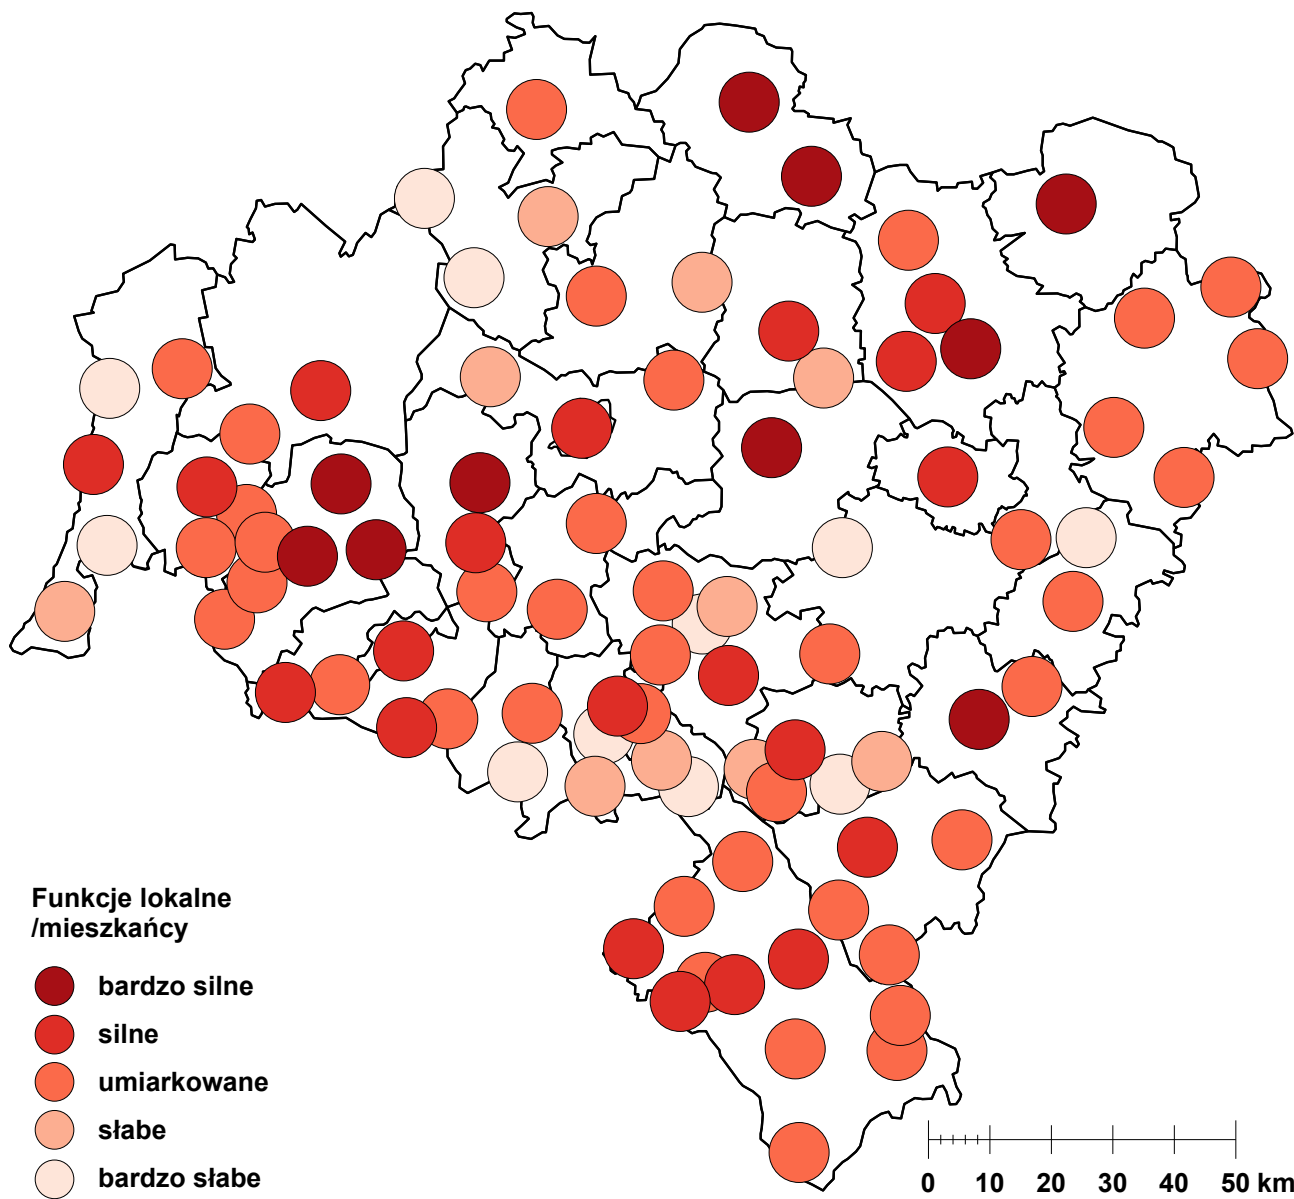 Funkcje lokalne
/mieszkańcy
bardzo silne
silne
umiarkowane
słabe
bardzo słabe
0 10 20 30 40 50 km